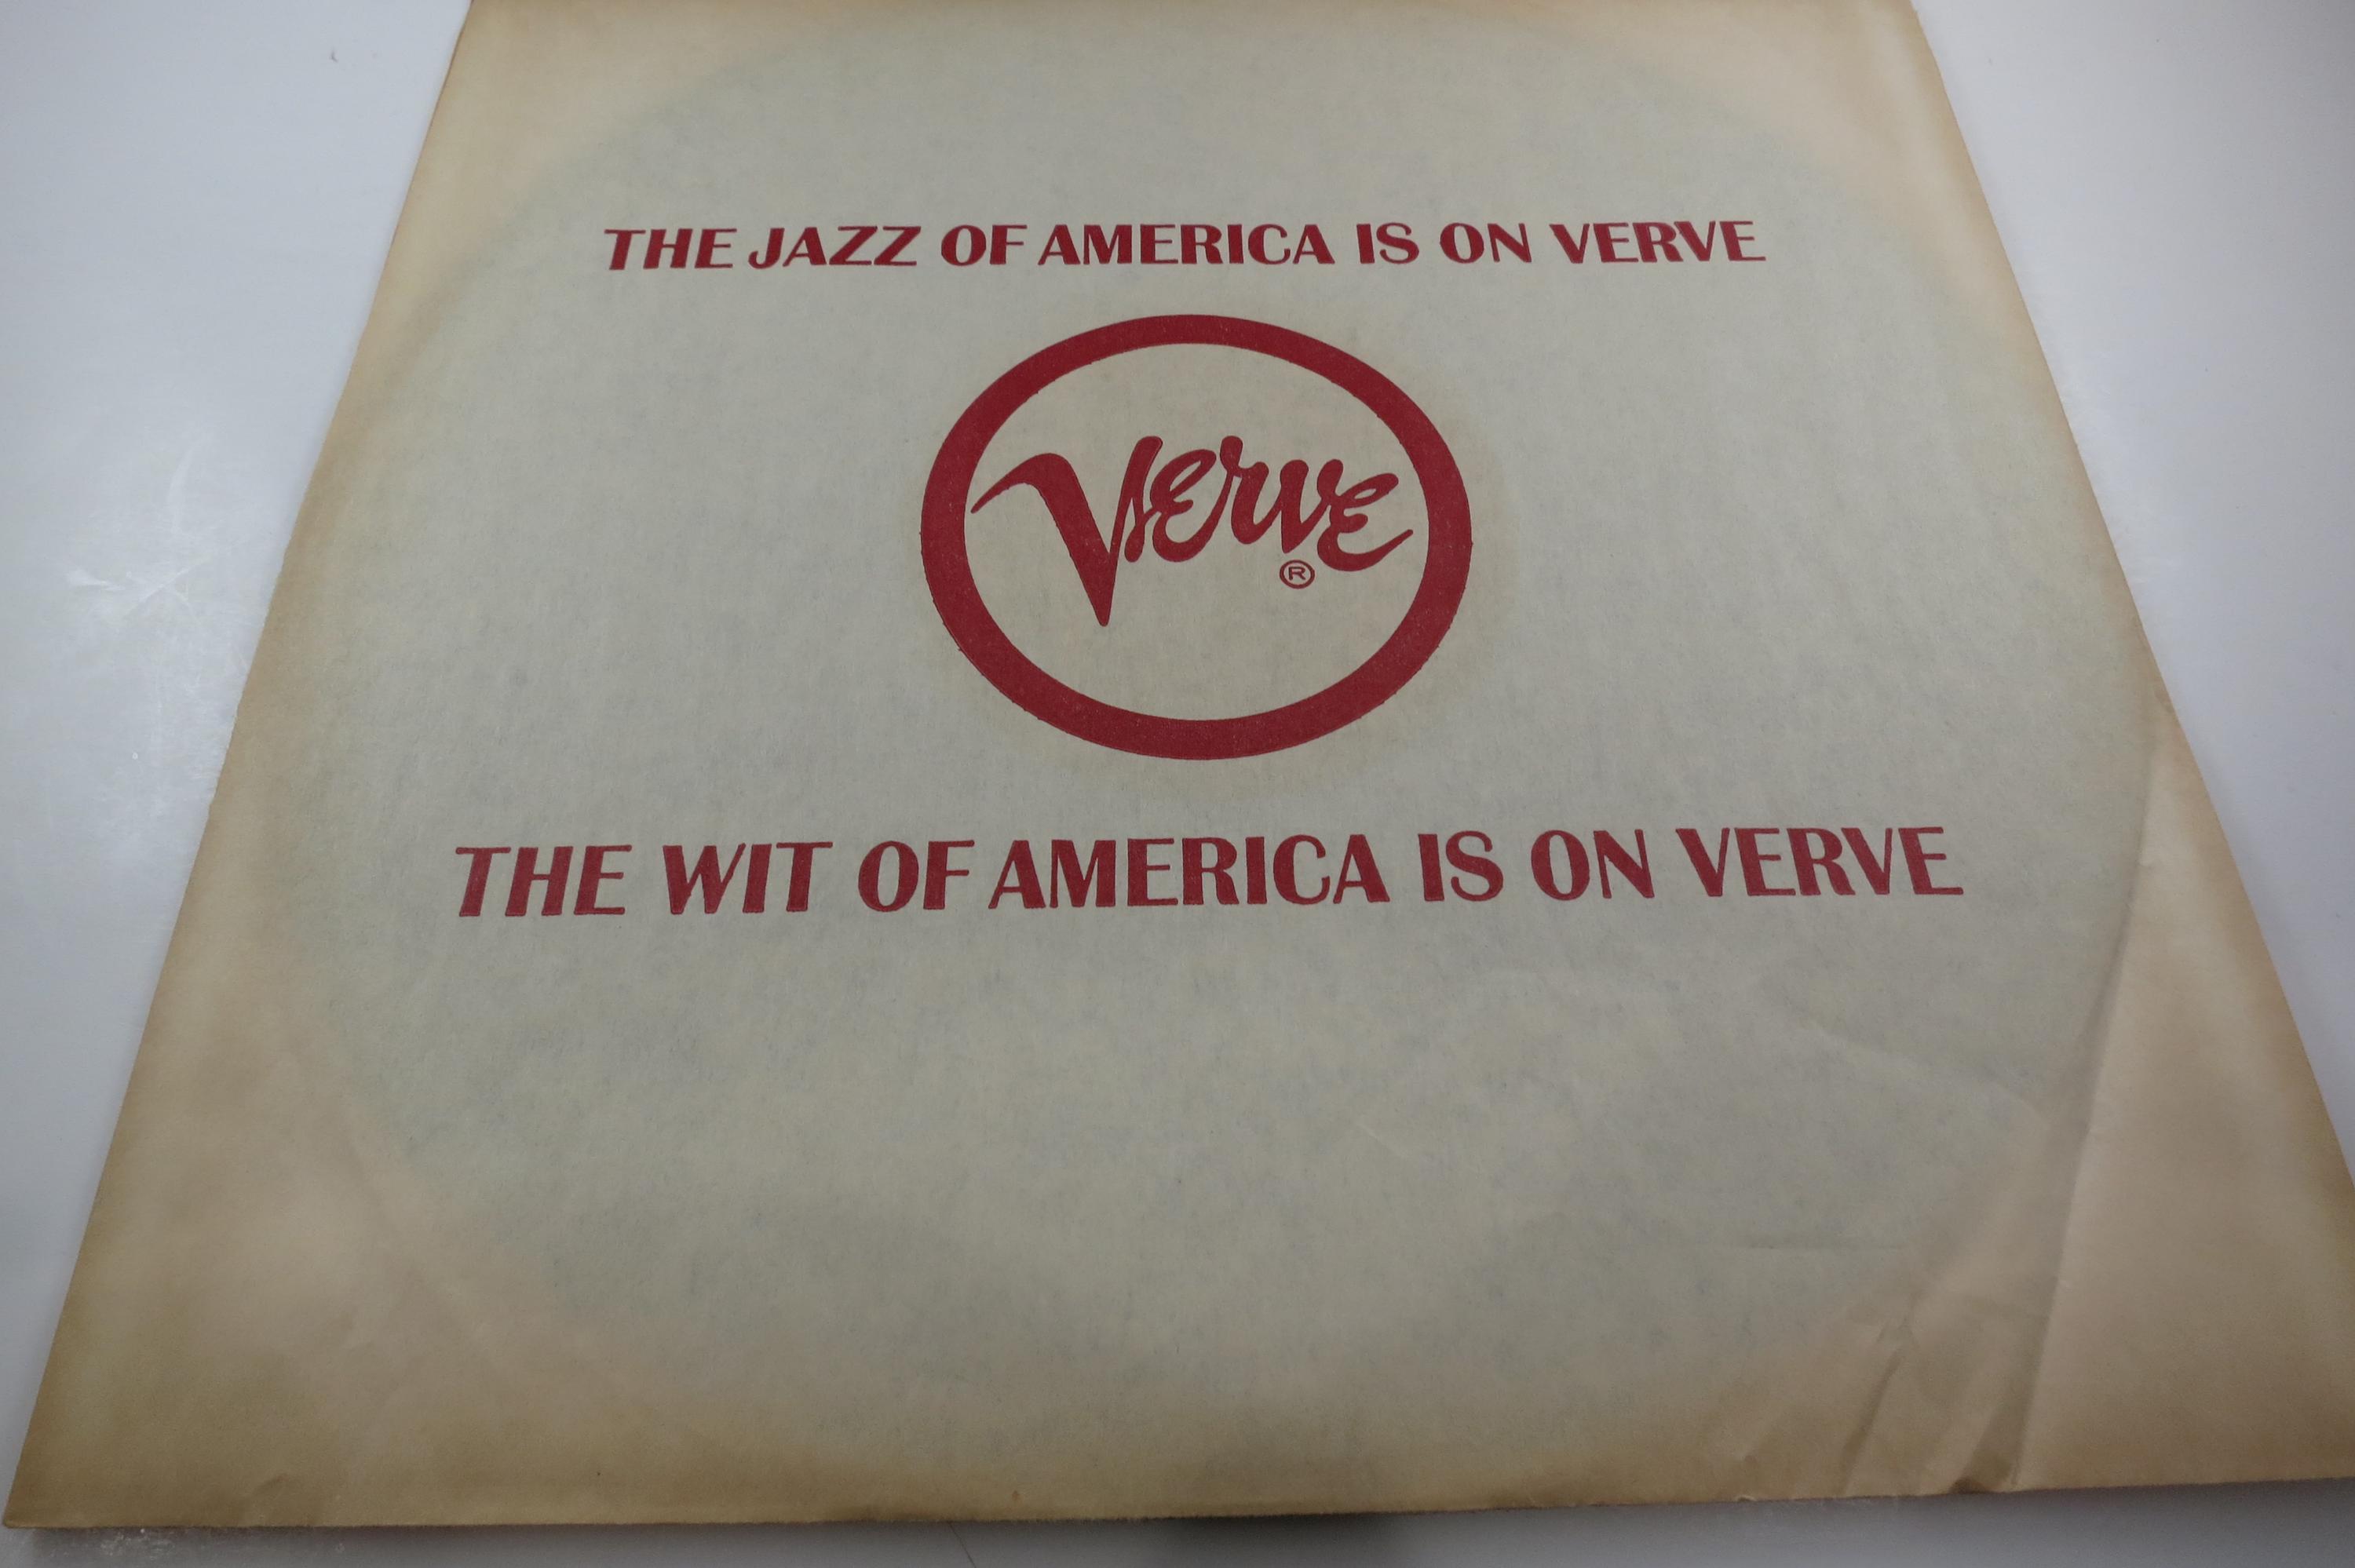 THE JAZZ OF AMERICA IS ON VERVE
Verve
®
THE WIT OF AMERICA IS ON VERVE